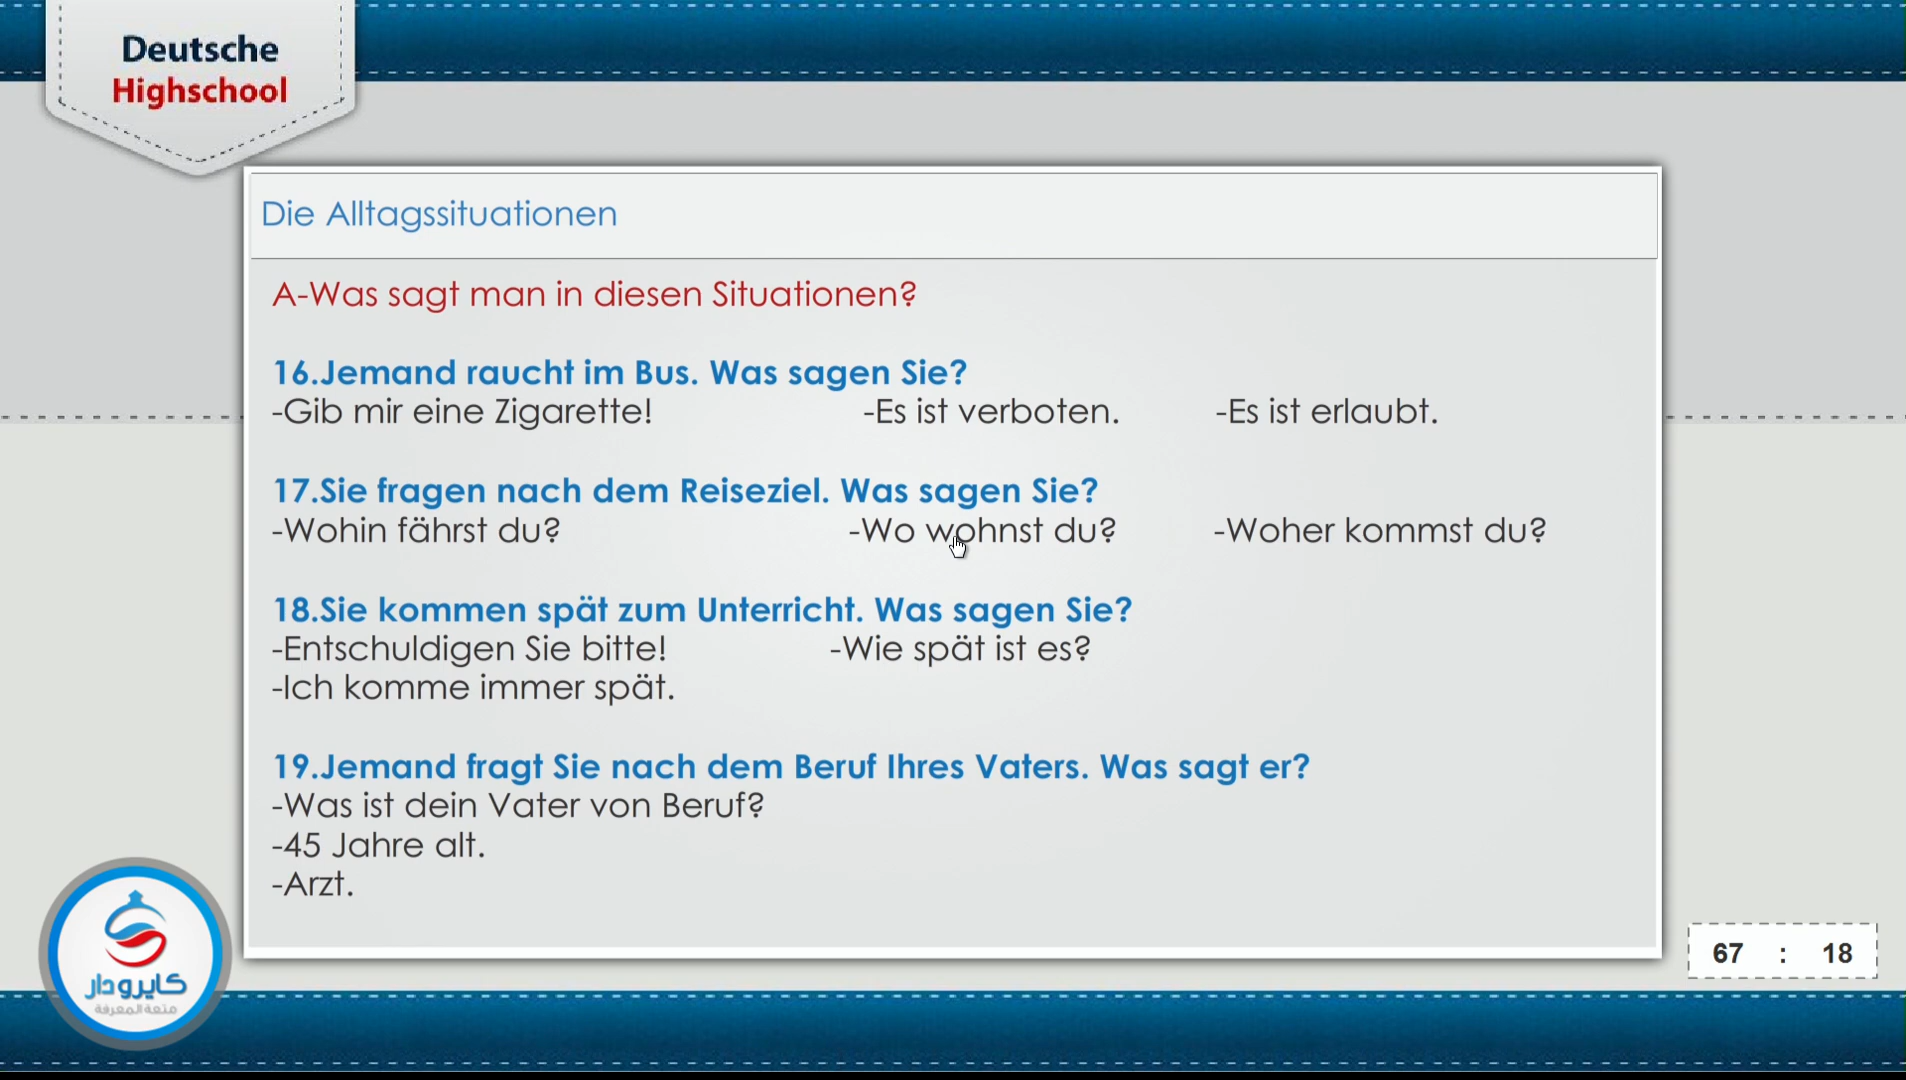 Deutsche
Highschool
Die Alltagssituationen
A-Was sagt man in diesen Situationen?
16.Jemand raucht im Bus. Was sagen Sie?
-Gib mir eine Zigarette! -Es ist verboten. -Es ist erlaubt.
17.Sie fragen nach dem Reiseziel. Was sagen Sie?
-Wohin fährst du? -Wo wohnst du? -Woher kommst du?
18.Sie kommen spät zum Unterricht. Was sagen Sie?
-Entschuldigen Sie bitte! -Wie spät ist es?
-Ich komme immer spät.
19.Jemand fragt Sie nach dem Beruf Ihres Vaters. Was sagt er?
-Was ist dein Vater von Beruf?
-45 Jahre alt.
-Arzt.
67 : 18
كايرودار
متعة المعرفة